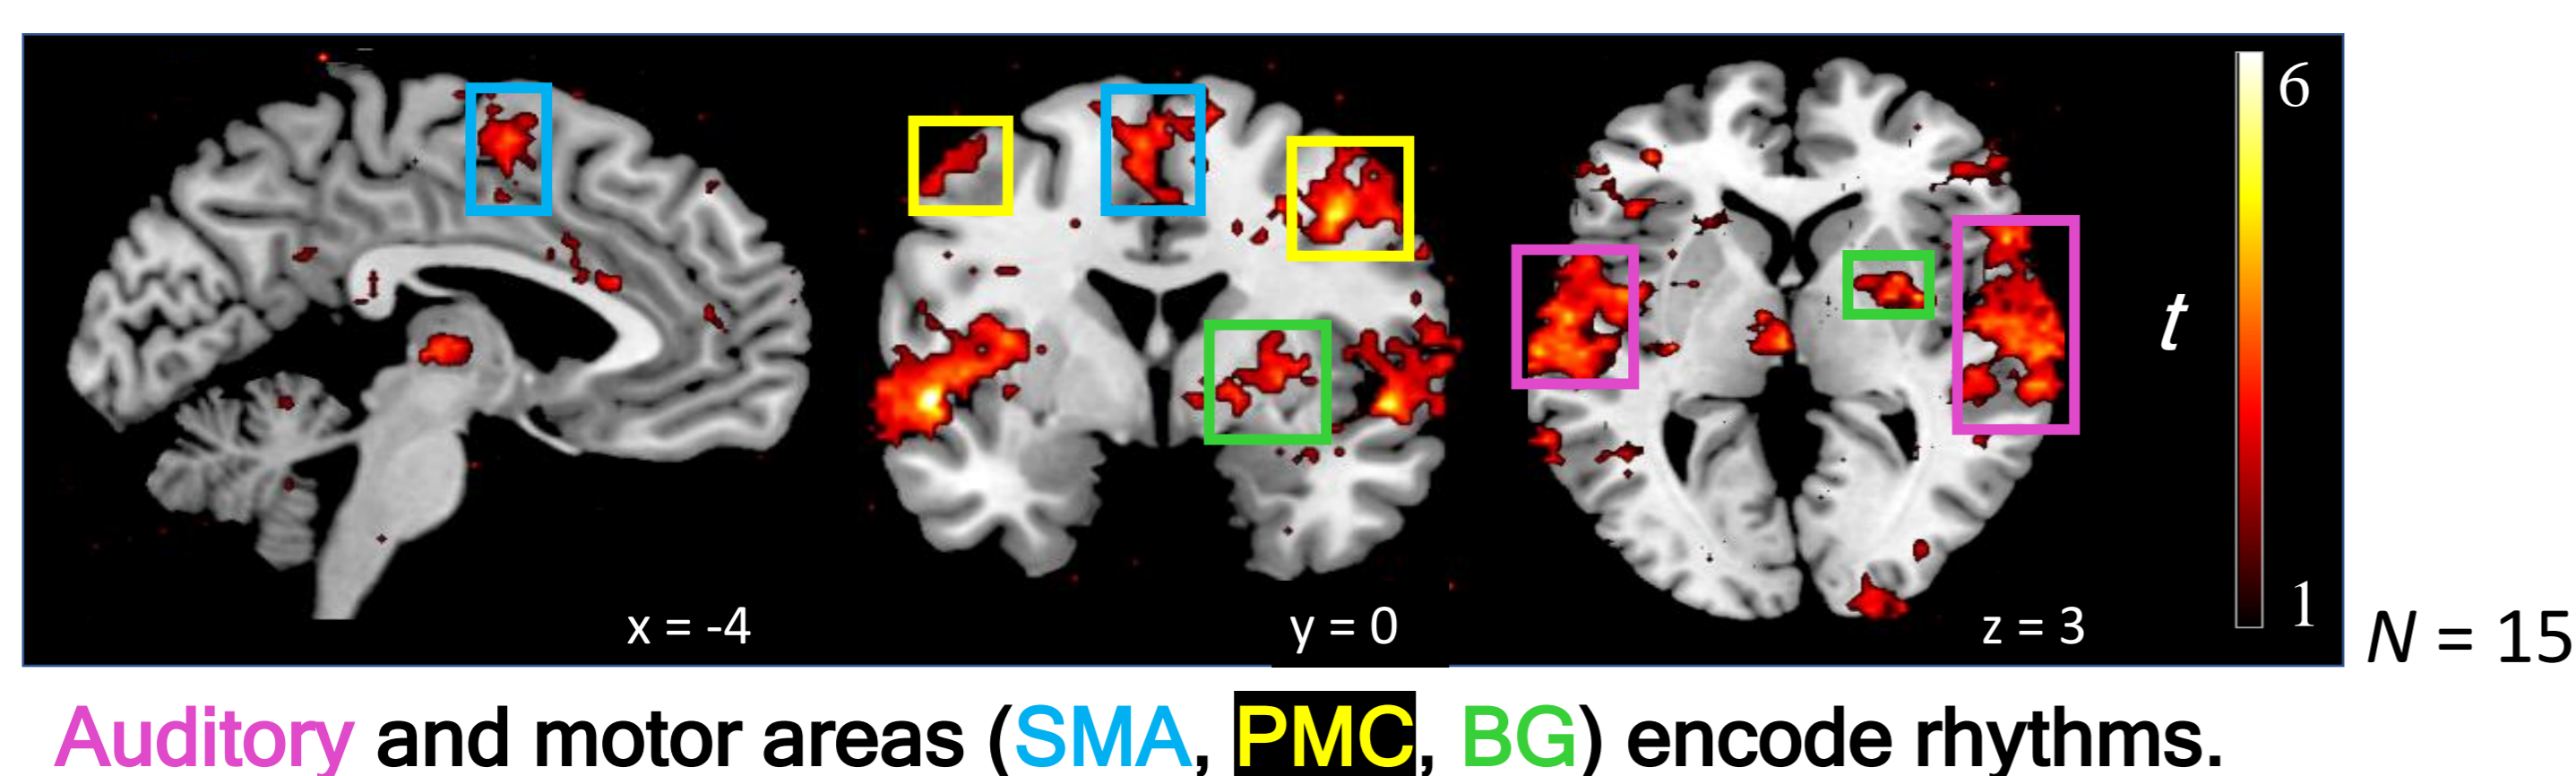 6
t
1
x = -4
y = 0
z = 3
N = 15
Auditory and motor areas (SMA, PMC, BG) encode rhythms.